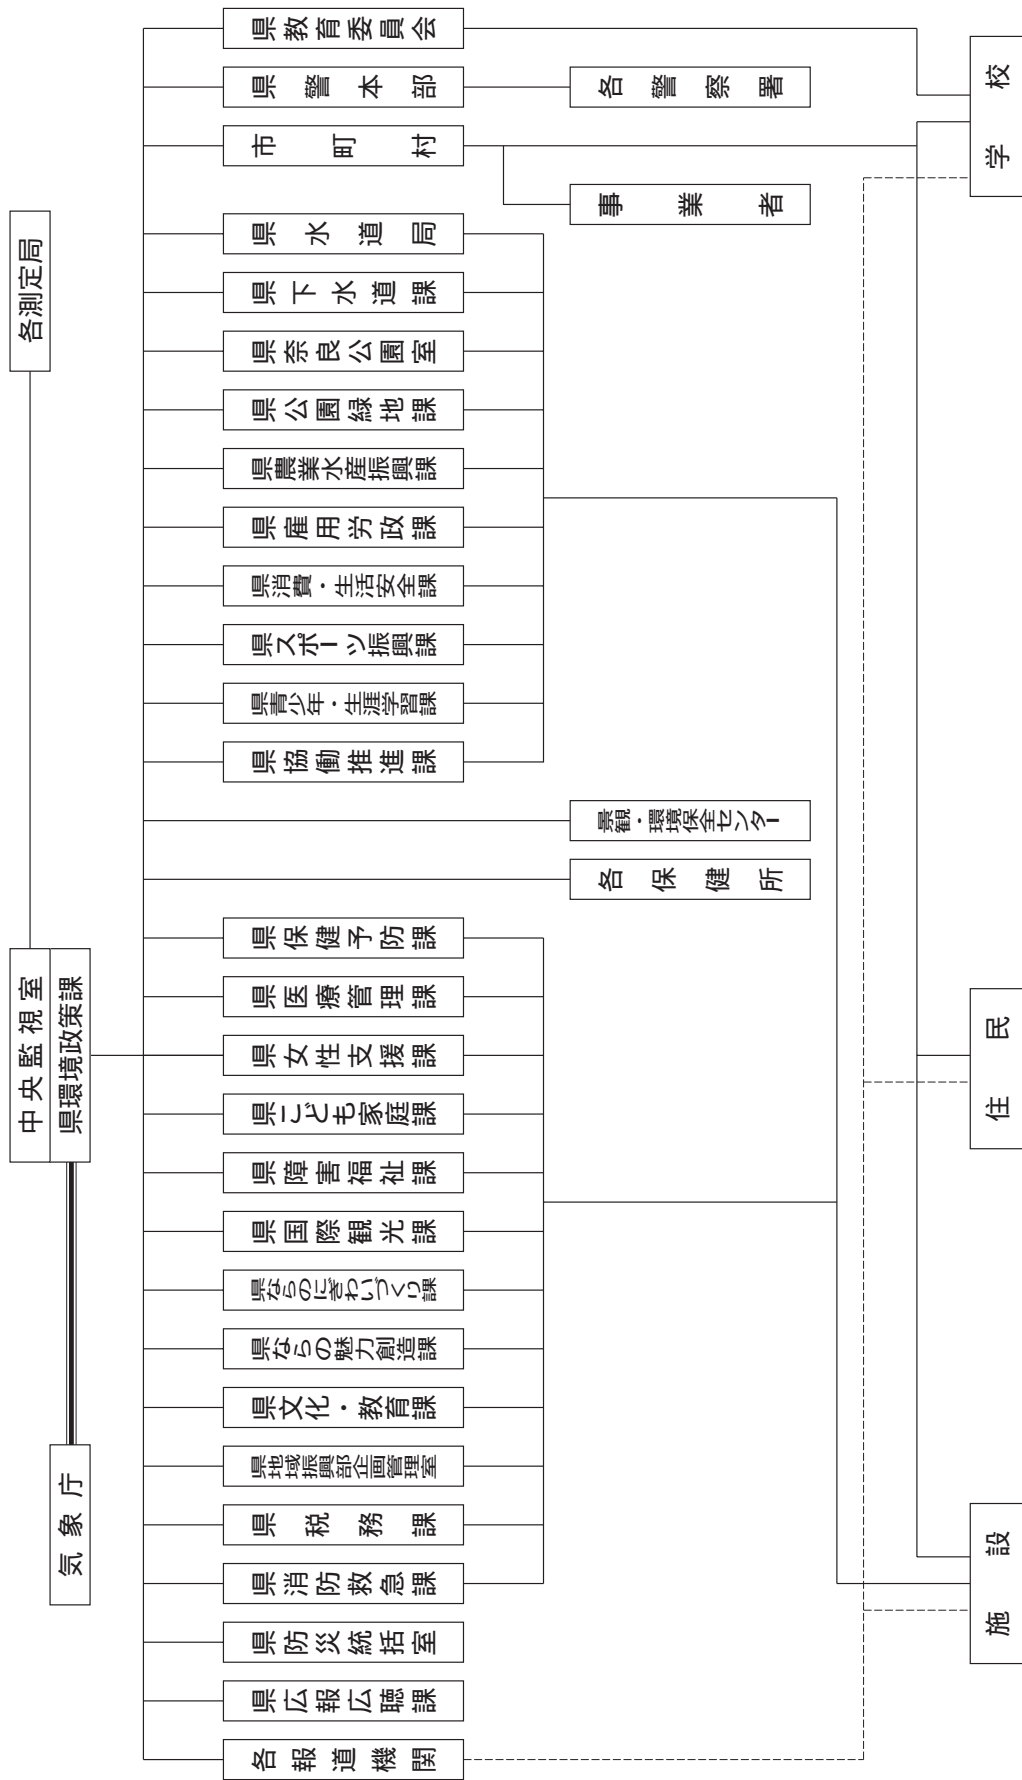 各測定局
中央監視室
県環境政策課
気象庁
県教育委員会
県警本部
各警察署
市町村
事業者
県水道局
県下水道課
県奈良公園室
県公園緑地課
県農業水産振興課
県雇用労政課
県消費・生活安全課
県スポーツ振興課
県青少年・生涯学習課
県協働推進課
景観・環境保全センター
各保健所
県保健予防課
県医療管理課
県女性支援課
県こども家庭課
県障害福祉課
県国際観光課
県ならのにぎわいづくり課
県ならの魅力創造課
県文化・教育課
県地域振興部企画管理室
県税務課
県消防救急課
県防災統括室
県広報広聴課
各報道機関
学校
住民
施設